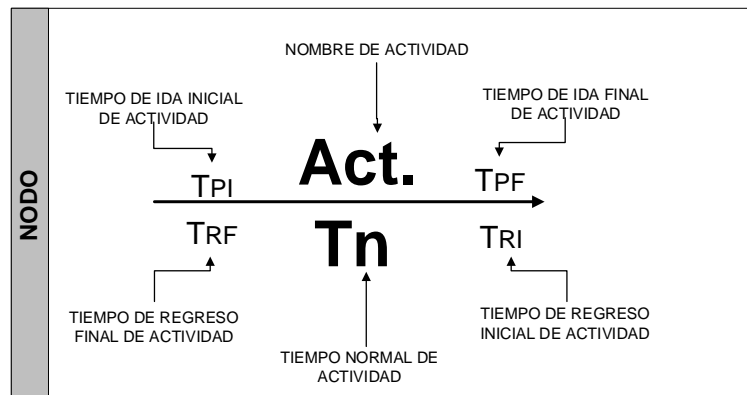 NODO
NOMBRE DE ACTIVIDAD
TIEMPO DE IDA INICIAL
DE ACTIVIDAD
TIEMPO DE IDA FINAL
DE ACTIVIDAD
Act.
TPI
TPF
TRF
Tn
TRI
TIEMPO DE REGRESO
FINAL DE ACTIVIDAD
TIEMPO DE REGRESO
INICIAL DE ACTIVIDAD
TIEMPO NORMAL DE
ACTIVIDAD